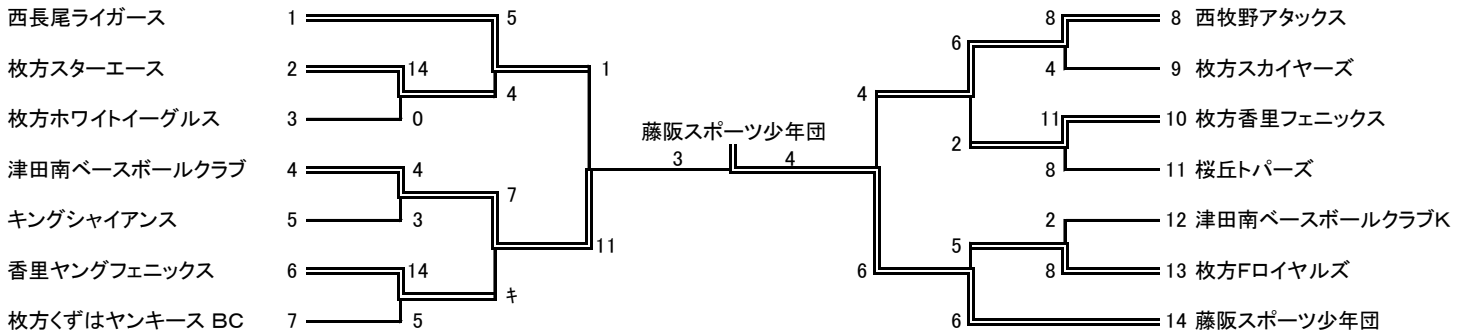 西長尾ライガース 1 5 8 8 西牧野アタックス
6
枚方スターエース 2 14 1 4 9 枚方スカイヤーズ
4 4
枚方ホワイトイーグルス 3 0 11 10 枚方香里フェニックス
藤阪スポーツ少年団
2
3 4
津田南ベースボールクラブ 4 4 8 11 桜丘トパーズ
7
キングシャイアンス 5 3 2 12 津田南ベースボールクラブK
11 5
香里ヤングフェニックス 6 14 6 8 13 枚方Fロイヤルズ
キ
枚方くずはヤンキース BC 7 5 6 14 藤阪スポーツ少年団